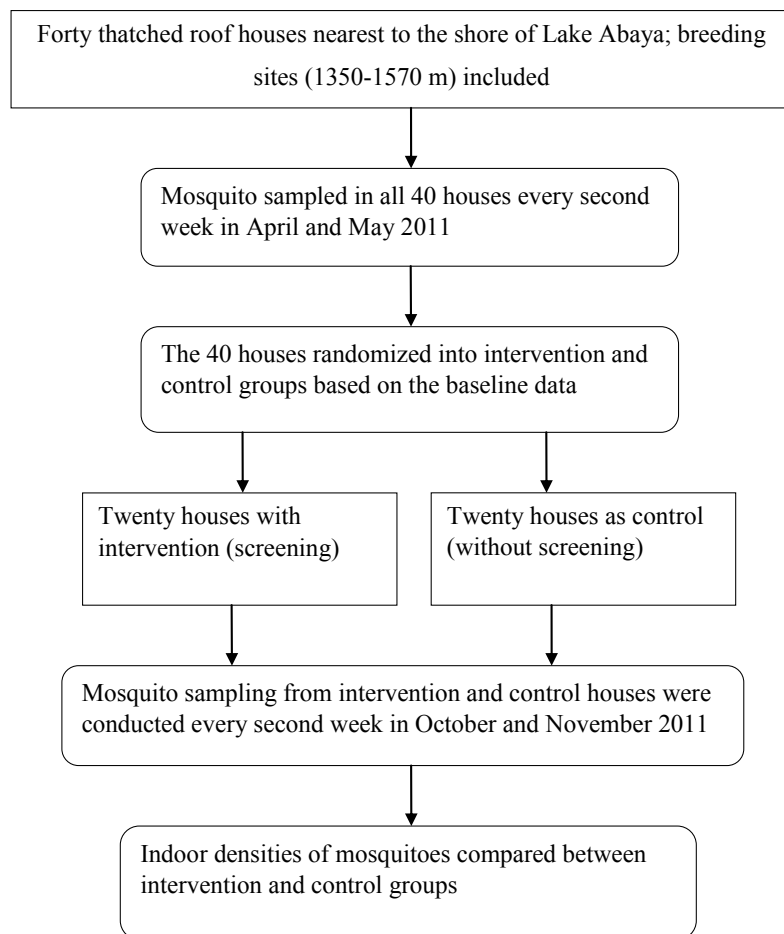 Forty thatched roof houses nearest to the shore of Lake Abaya; breeding
sites (1350-1570 m) included
Mosquito sampled in all 40 houses every second
week in April and May 2011
The 40 houses randomized into intervention and
control groups based on the baseline data
Twenty houses with
intervention (screening)
Twenty houses as control
(without screening)
Mosquito sampling from intervention and control houses were
conducted every second week in October and November 2011
Indoor densities of mosquitoes compared between
intervention and control groups